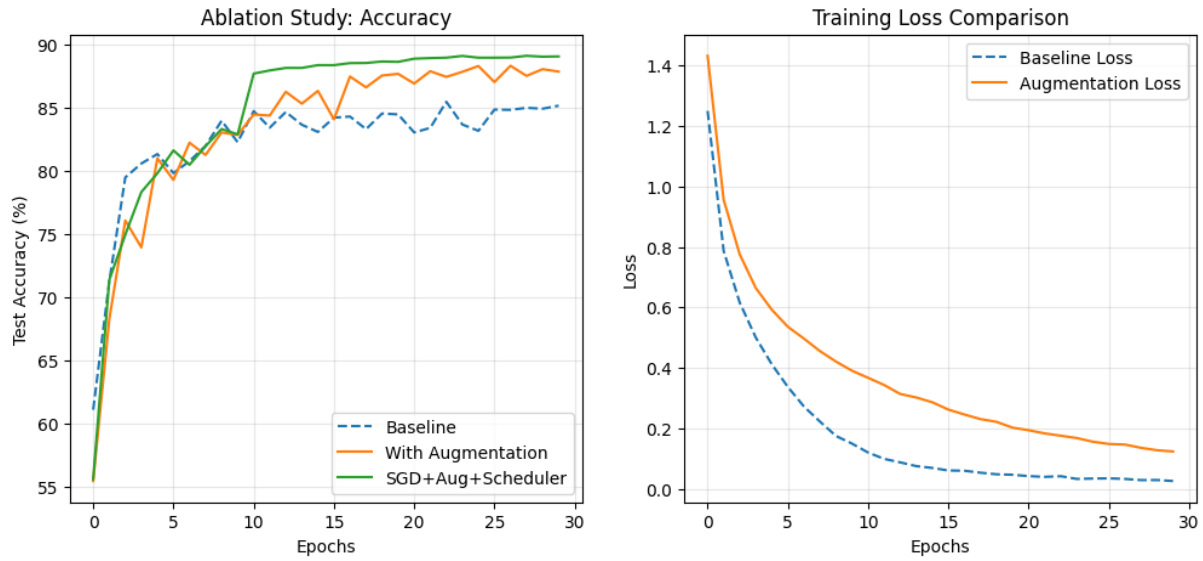 Ablation Study: Accuracy
90
85
80
75
70
65
60
55
Test Accuracy (%)
0 5 10 15 20 25 30
Epochs
Baseline
With Augmentation
SGD+Aug+Scheduler
Training Loss Comparison
1.4
1.2
1.0
0.8
0.6
0.4
0.2
0.0
Loss
0 5 10 15 20 25 30
Epochs
Baseline Loss
Augmentation Loss